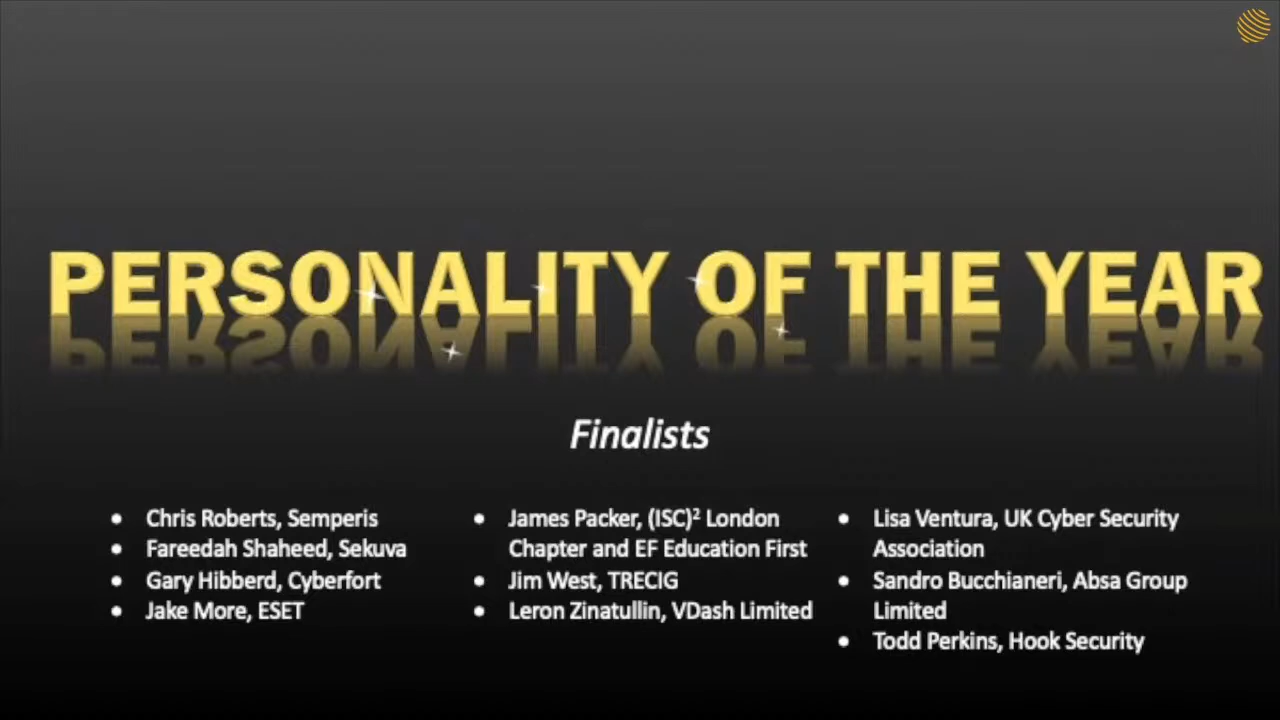 PERSONALITY OF THE YEAR
Finalists
• Chris Roberts, Semperis
• Fareedah Shaheed, Sekuva
• Gary Hibberd, Cyberfort
• Jake More, ESET
• James Packer, (ISC)² London
Chapter and EF Education First
• Jim West, TRECIG
• Leron Zinatullin, VDash Limited
• Lisa Ventura, UK Cyber Security
Association
• Sandro Bucchianeri, Absa Group
Limited
• Todd Perkins, Hook Security